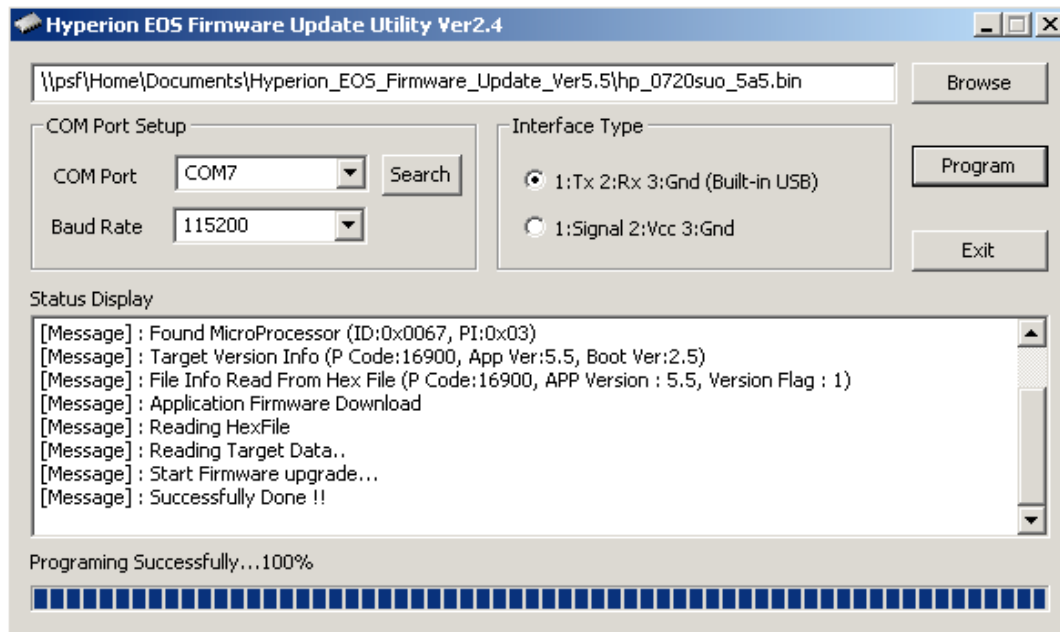 Hyperion EOS Firmware Update Utility Ver2.4
\\psf\Home\Documents\Hyperion_EOS_Firmware_Update_Ver5.5\hp_0720suo_5a5.bin
Browse
COM Port Setup
COM Port
COM7
Search
Baud Rate
115200
Interface Type
1:Tx 2:Rx 3:Gnd (Built-in USB)
1:Signal 2:Vcc 3:Gnd
Program
Exit
Status Display
[Message] : Found MicroProcessor (ID:0x0067, PI:0x03)
[Message] : Target Version Info (P Code:16900, App Ver:5.5, Boot Ver:2.5)
[Message] : File Info Read From Hex File (P Code:16900, APP Version : 5.5, Version Flag : 1)
[Message] : Application Firmware Download
[Message] : Reading HexFile
[Message] : Reading Target Data..
[Message] : Start Firmware upgrade...
[Message] : Successfully Done !!
Programing Successfully...100%